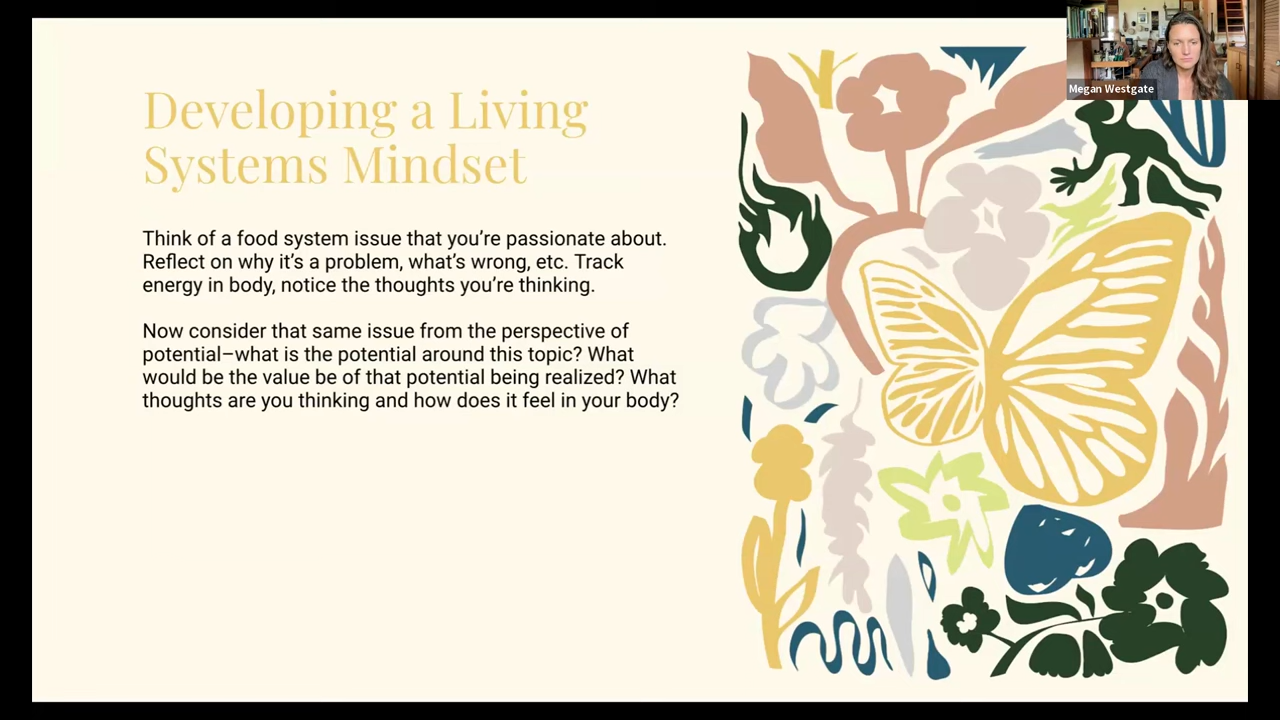 Developing a Living
Systems Mindset
Think of a food system issue that you’re passionate about.
Reflect on why it’s a problem, what’s wrong, etc. Track
energy in body, notice the thoughts you’re thinking.
Now consider that same issue from the perspective of
potential–what is the potential around this topic? What
would be the value be of that potential being realized? What
thoughts are you thinking and how does it feel in your body?
Megan Westgate